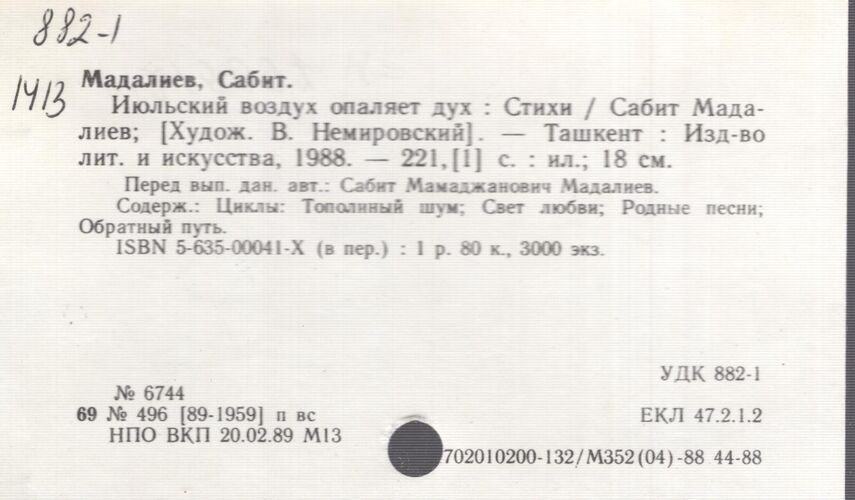 882-1
1413
Мадалиев, Сабит.
Июльский воздух опаляет дух : Стихи / Сабит Мада-
лиев; [Худож. В. Немировский]. — Ташкент : Изд-во
лит. и искусства, 1988. — 221,[1] с. : ил.; 18 см.
Перед вып. дан. авт.: Сабит Мамаджанович Мадалиев.
Содерж.: Циклы: Тополиный шум; Свет любви; Родные песни;
Обратный путь.
ISBN 5-635-00041-X (в пер.) : 1 р. 80 к., 3000 экз.
УДК 882-1
№ 6744
69 № 496 [89-1959] п вс
ЕКЛ 47.2.1.2
НПО ВКП 20.02.89 М13
702010200-132/М352(04)-88 44-88